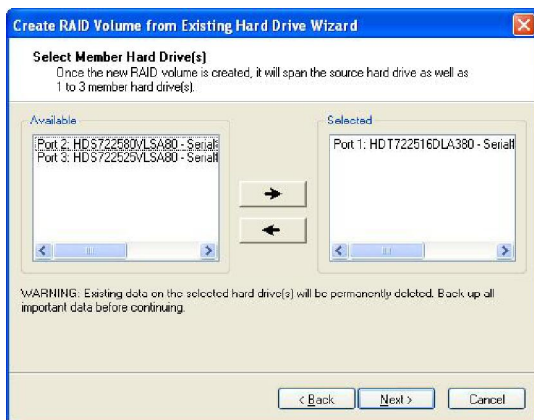 Create RAID Volume from Existing Hard Drive Wizard
Select Member Hard Drive(s)
Once the new RAID volume is created, it will span the source hard drive as well as
1 to 3 member hard drive(s).
Available
Port 2: HDS722580VLSA80 - Serial#
Port 3: HDS722525VLSA80 - Serial#
Selected
Port 1: HDT722516DLA380 - Serial#
WARNING: Existing data on the selected hard drive(s) will be permanently deleted. Back up all
important data before continuing.
< Back
Next >
Cancel